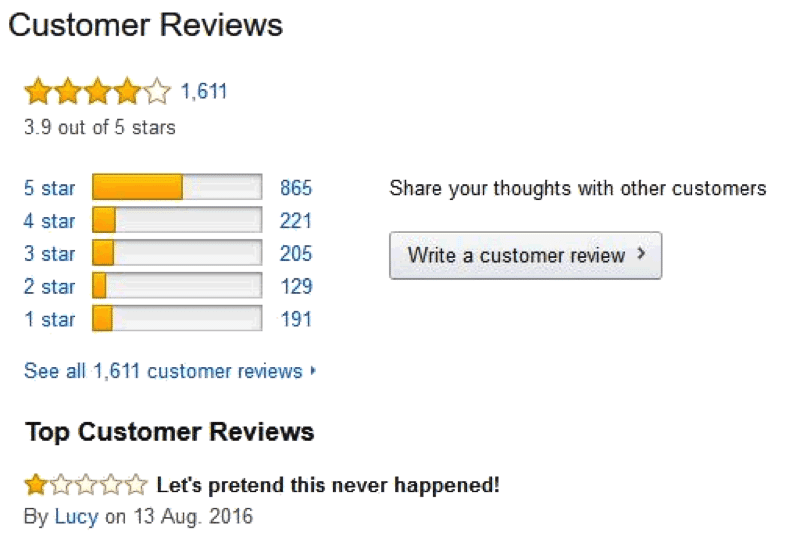 Customer Reviews
1,611
3.9 out of 5 stars
5 star 865
4 star 221
3 star 205
2 star 129
1 star 191
Share your thoughts with other customers
Write a customer review
See all 1,611 customer reviews
Top Customer Reviews
Let's pretend this never happened!
By Lucy on 13 Aug. 2016